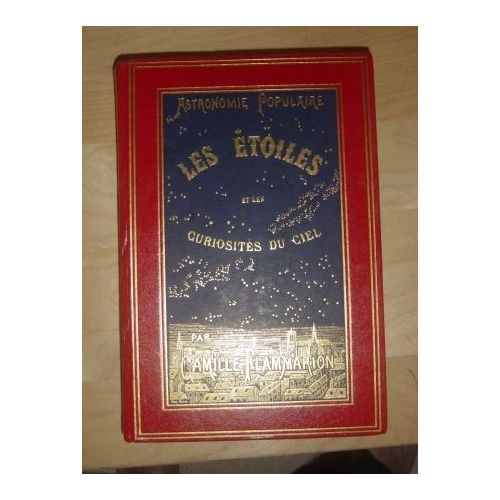 ASTRONOMIE POPULAIRE
LES ÉTOILES
ET LES
CURIOSITÉS DU CIEL
PAR
CAMILLE FLAMMARION